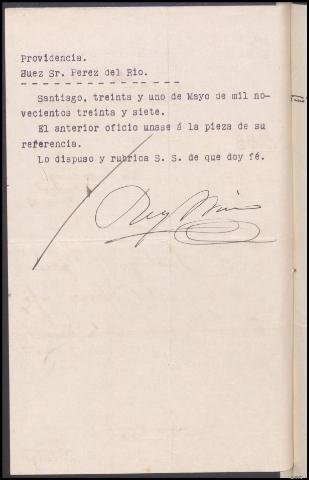 Providencia.
Huez Sr. Perez del Rio.
Santiago, treinta y uno de Mayo de mil no-
vecientos treinta y siete.
El anterior oficio unase á la pieza de su
referencia.
Lo dispuso y rubrica S. S. de que doy fé.